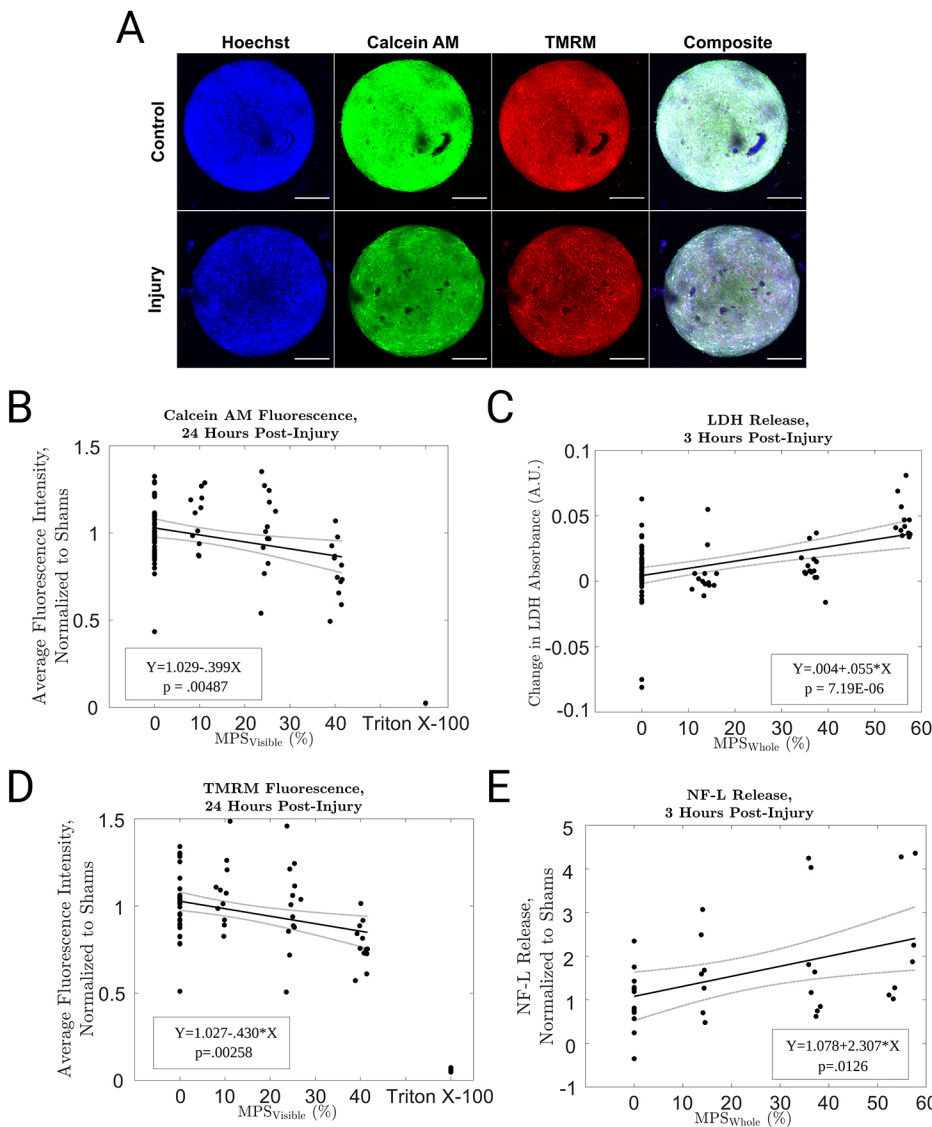 A
Hoechst Calcein AM TMRM Composite
Control
Injury
B
Calcein AM Fluorescence,
24 Hours Post-Injury
Average Fluorescence Intensity,
Normalized to Shams
1.5
1
0.5
0
Y=1.029-.399X
p = .00487
0 10 20 30 40 Triton X-100
MPSVisible (%)
C
LDH Release,
3 Hours Post-Injury
Change in LDH Absorbance (A.U.)
0.1
0.05
0
-0.05
-0.1
Y=.004+.055*X
p = 7.19E-06
0 10 20 30 40 50 60
MPSWhole (%)
D
TMRM Fluorescence,
24 Hours Post-Injury
Average Fluorescence Intensity,
Normalized to Shams
1.5
1
0.5
0
Y=1.027-.430*X
p=.00258
0 10 20 30 40 Triton X-100
MPSVisible (%)
E
NF-L Release,
3 Hours Post-Injury
NF-L Release,
Normalized to Shams
5
4
3
2
1
0
-1
Y=1.078+2.307*X
p=.0126
0 10 20 30 40 50 60
MPSWhole (%)